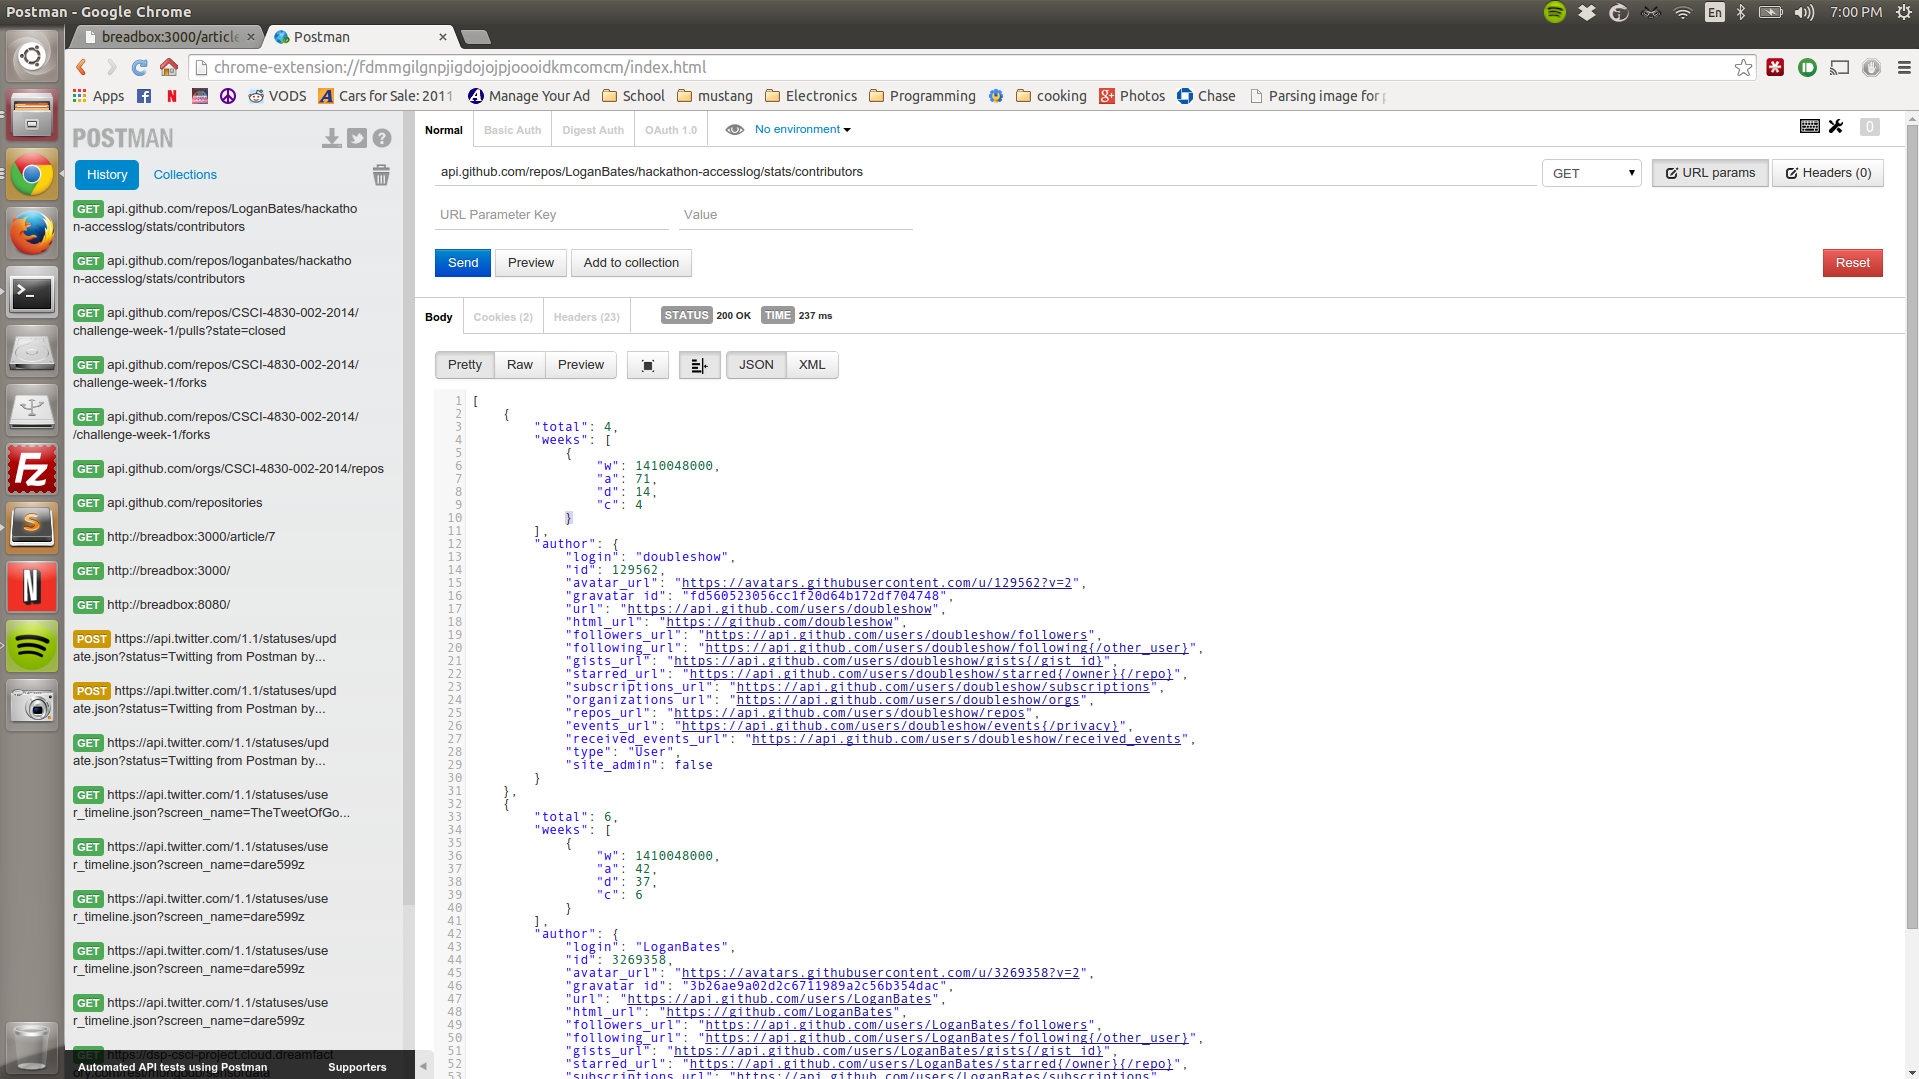 Postman - Google Chrome
En
7:00 PM
breadbox:3000/article
Postman
chrome-extension://fdmmgilgnpjigdojojpjoooidkmcomcm/index.html
Apps
VODS
Cars for Sale: 2011
Manage Your Ad
School
mustang
Electronics
Programming
cooking
Photos
Chase
Parsing image for
POSTMAN
History
Collections
GET api.github.com/repos/LoganBates/hackatho
n-accesslog/stats/contributors
GET api.github.com/repos/loganbates/hackatho
n-accesslog/stats/contributors
GET api.github.com/repos/CSCI-4830-002-2014/
challenge-week-1/pulls?state=closed
GET api.github.com/repos/CSCI-4830-002-2014/
challenge-week-1/forks
GET api.github.com/repos/CSCI-4830-002-2014/
/challenge-week-1/forks
GET api.github.com/orgs/CSCI-4830-002-2014/repos
GET api.github.com/repositories
GET http://breadbox:3000/article/7
GET http://breadbox:3000/
GET http://breadbox:8080/
POST https://api.twitter.com/1.1/statuses/upd
ate.json?status=Twitting from Postman by...
POST https://api.twitter.com/1.1/statuses/upd
ate.json?status=Twitting from Postman by...
GET https://api.twitter.com/1.1/statuses/upd
ate.json?status=Twitting from Postman by...
GET https://api.twitter.com/1.1/statuses/use
r_timeline.json?screen_name=TheTweetOfGo...
GET https://api.twitter.com/1.1/statuses/use
r_timeline.json?screen_name=dare599z
GET https://api.twitter.com/1.1/statuses/use
r_timeline.json?screen_name=dare599z
GET https://api.twitter.com/1.1/statuses/use
r_timeline.json?screen_name=dare599z
GET https://api.twitter.com/1.1/statuses/use
r_timeline.json?screen_name=dare599z
GET https://dsp-csci-project.cloud.dreamfact
Automated API tests using Postman
Supporters
Normal
Basic Auth
Digest Auth
OAuth 1.0
No environment
0
api.github.com/repos/LoganBates/hackathon-accesslog/stats/contributors
GET
URL params
Headers (0)
URL Parameter Key
Value
Send
Preview
Add to collection
Reset
Body
Cookies (2)
Headers (23)
STATUS 200 OK
TIME 237 ms
Pretty
Raw
Preview
JSON
XML
1 [
2 {
3 "total": 4,
4 "weeks": [
5 {
6 "w": 1410048000,
7 "a": 71,
8 "d": 14,
9 "c": 4
10 }
11 ],
12 "author": {
13 "login": "doubleshow",
14 "id": 129562,
15 "avatar_url": "https://avatars.githubusercontent.com/u/129562?v=2",
16 "gravatar_id": "fd560523056cc1f20d64b172df704748",
17 "url": "https://api.github.com/users/doubleshow",
18 "html_url": "https://github.com/doubleshow",
19 "followers_url": "https://api.github.com/users/doubleshow/followers",
20 "following_url": "https://api.github.com/users/doubleshow/following{/other_user}",
21 "gists_url": "https://api.github.com/users/doubleshow/gists{/gist_id}",
22 "starred_url": "https://api.github.com/users/doubleshow/starred{/owner}{/repo}",
23 "subscriptions_url": "https://api.github.com/users/doubleshow/subscriptions",
24 "organizations_url": "https://api.github.com/users/doubleshow/orgs",
25 "repos_url": "https://api.github.com/users/doubleshow/repos",
26 "events_url": "https://api.github.com/users/doubleshow/events{/privacy}",
27 "received_events_url": "https://api.github.com/users/doubleshow/received_events",
28 "type": "User",
29 "site_admin": false
30 }
31 },
32 {
33 "total": 6,
34 "weeks": [
35 {
36 "w": 1410048000,
37 "a": 42,
38 "d": 37,
39 "c": 6
40 }
41 ],
42 "author": {
43 "login": "LoganBates",
44 "id": 3269358,
45 "avatar_url": "https://avatars.githubusercontent.com/u/3269358?v=2",
46 "gravatar_id": "3b26ae9a02d2c6711989a2c56b354dac",
47 "url": "https://api.github.com/users/LoganBates",
48 "html_url": "https://github.com/LoganBates",
49 "followers_url": "https://api.github.com/users/LoganBates/followers",
50 "following_url": "https://api.github.com/users/LoganBates/following{/other_user}",
51 "gists_url": "https://api.github.com/users/LoganBates/gists{/gist_id}",
52 "starred_url": "https://api.github.com/users/LoganBates/starred{/owner}{/repo}",
53 "subscriptions_url": "https://api.github.com/users/LoganBates/subscriptions",